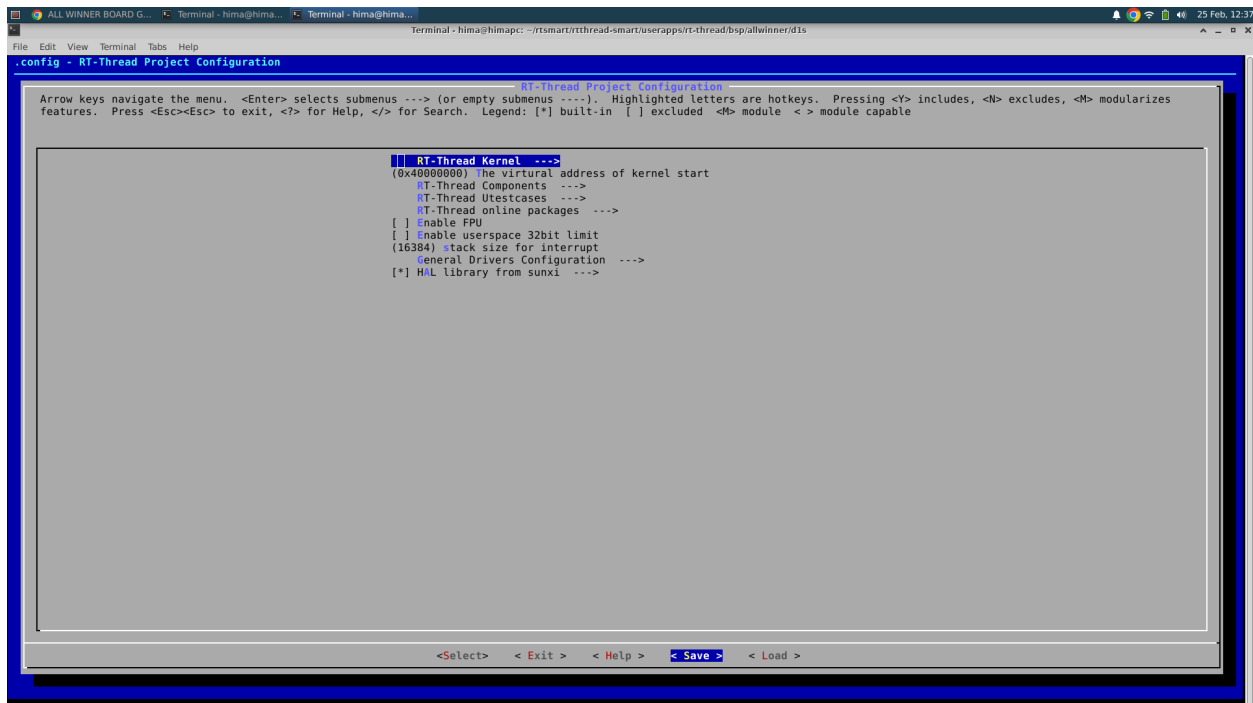 ALL WINNER BOARD G... Terminal - hima@hima... Terminal - hima@hima... 25 Feb, 12:37
Terminal - hima@himapc: ~/rtsmart/rtthread-smart/userapps/rt-thread/bsp/allwinner/d1s
File Edit View Terminal Tabs Help
.config - RT-Thread Project Configuration
RT-Thread Project Configuration
Arrow keys navigate the menu. <Enter> selects submenus ---> (or empty submenus ----). Highlighted letters are hotkeys. Pressing <Y> includes, <N> excludes, <M> modularizes
features. Press <Esc><Esc> to exit, <?> for Help, </> for Search. Legend: [*] built-in [ ] excluded <M> module < > module capable
RT-Thread Kernel --->
(0x40000000) The virtural address of kernel start
RT-Thread Components --->
RT-Thread Utestcases --->
RT-Thread online packages --->
[ ] Enable FPU
[ ] Enable userspace 32bit limit
(16384) stack size for interrupt
General Drivers Configuration --->
[*] HAL library from sunxi --->
<Select> < Exit > < Help > < Save > < Load >